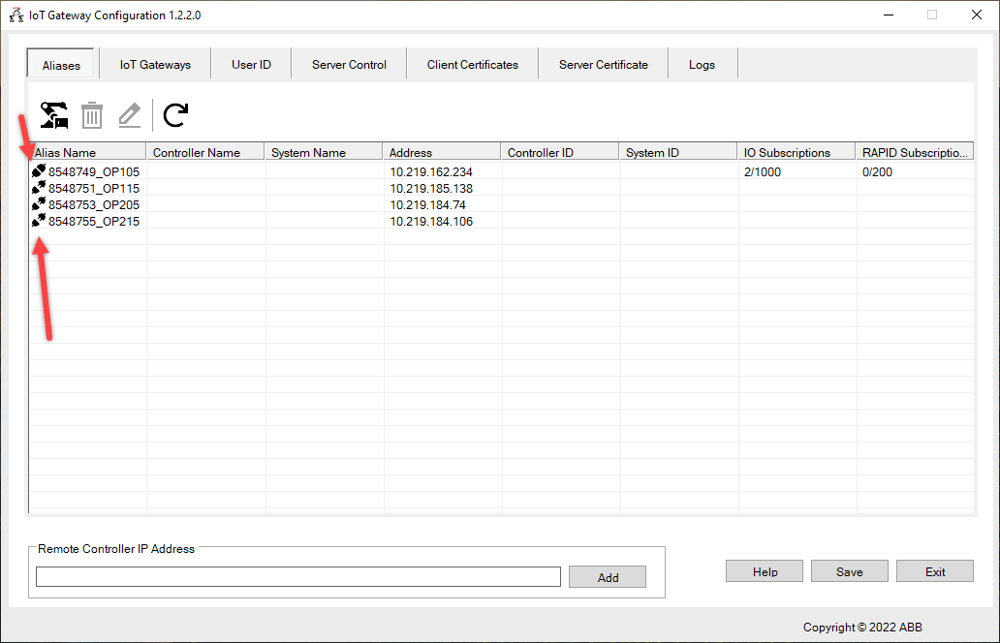 IoT Gateway Configuration 1.2.2.0
Aliases IoT Gateways User ID Server Control Client Certificates Server Certificate Logs
Alias Name Controller Name System Name Address Controller ID System ID IO Subscriptions RAPID Subscriptio...
8548749_OP105 10.219.162.234 2/1000 0/200
8548751_OP115 10.219.185.138
8548753_OP205 10.219.184.74
8548755_OP215 10.219.184.106
Remote Controller IP Address
Add Help Save Exit
Copyright © 2022 ABB